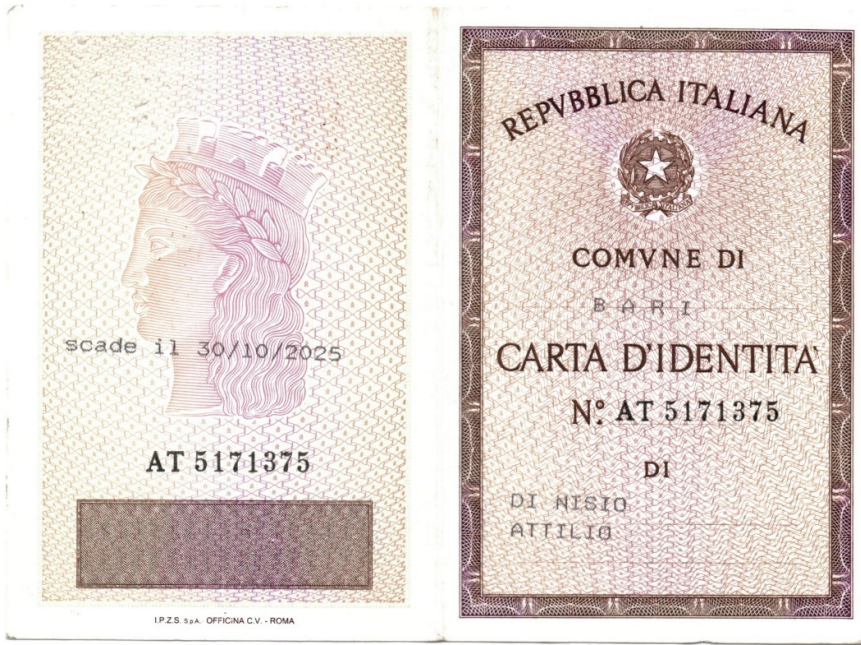 scade il 30/10/2025
AT 5171375
I.P.Z.S. S.p.A. OFFICINA C.V. - ROMA
REPVBBLICA ITALIANA
COMVNE DI
BARI
CARTA D'IDENTITÀ
N° AT 5171375
DI
DI NISIO
ATTILIO